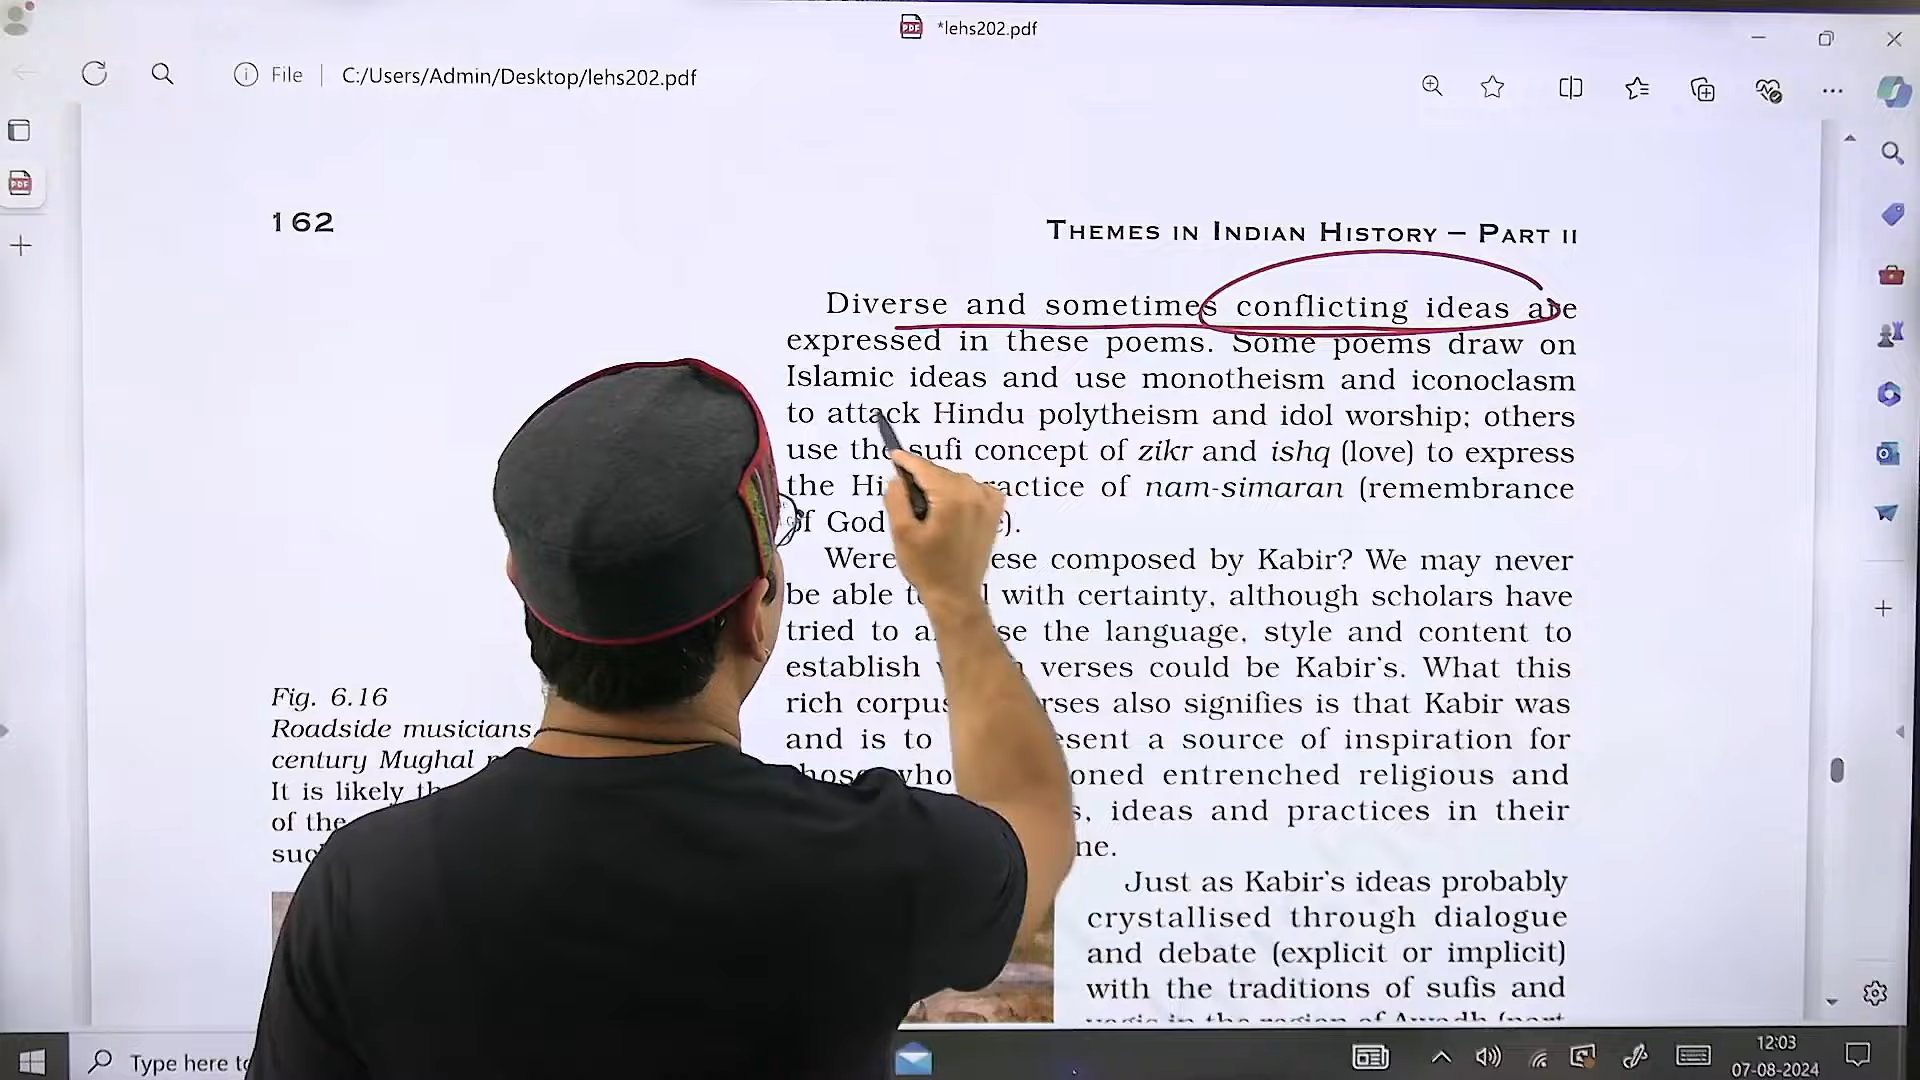 *lehs202.pdf
File
C:/Users/Admin/Desktop/lehs202.pdf
162
THEMES IN INDIAN HISTORY – PART II
Diverse and sometimes conflicting ideas are
expressed in these poems. Some poems draw on
Islamic ideas and use monotheism and iconoclasm
to attack Hindu polytheism and idol worship; others
use the sufi concept of zikr and ishq (love) to express
the practice of nam-simaran (remembrance
of God
Were composed by Kabir? We may never
be able with certainty, although scholars have
tried to the language, style and content to
establish verses could be Kabir's. What this
rich corpus also signifies is that Kabir was
and is to a source of inspiration for
who entrenched religious and
ideas and practices in their
Just as Kabir's ideas probably
crystallised through dialogue
and debate (explicit or implicit)
with the traditions of sufis and
Fig. 6.16
Roadside musicians,
century Mughal
It is likely
of the
Type here to
12:03
07-08-2024